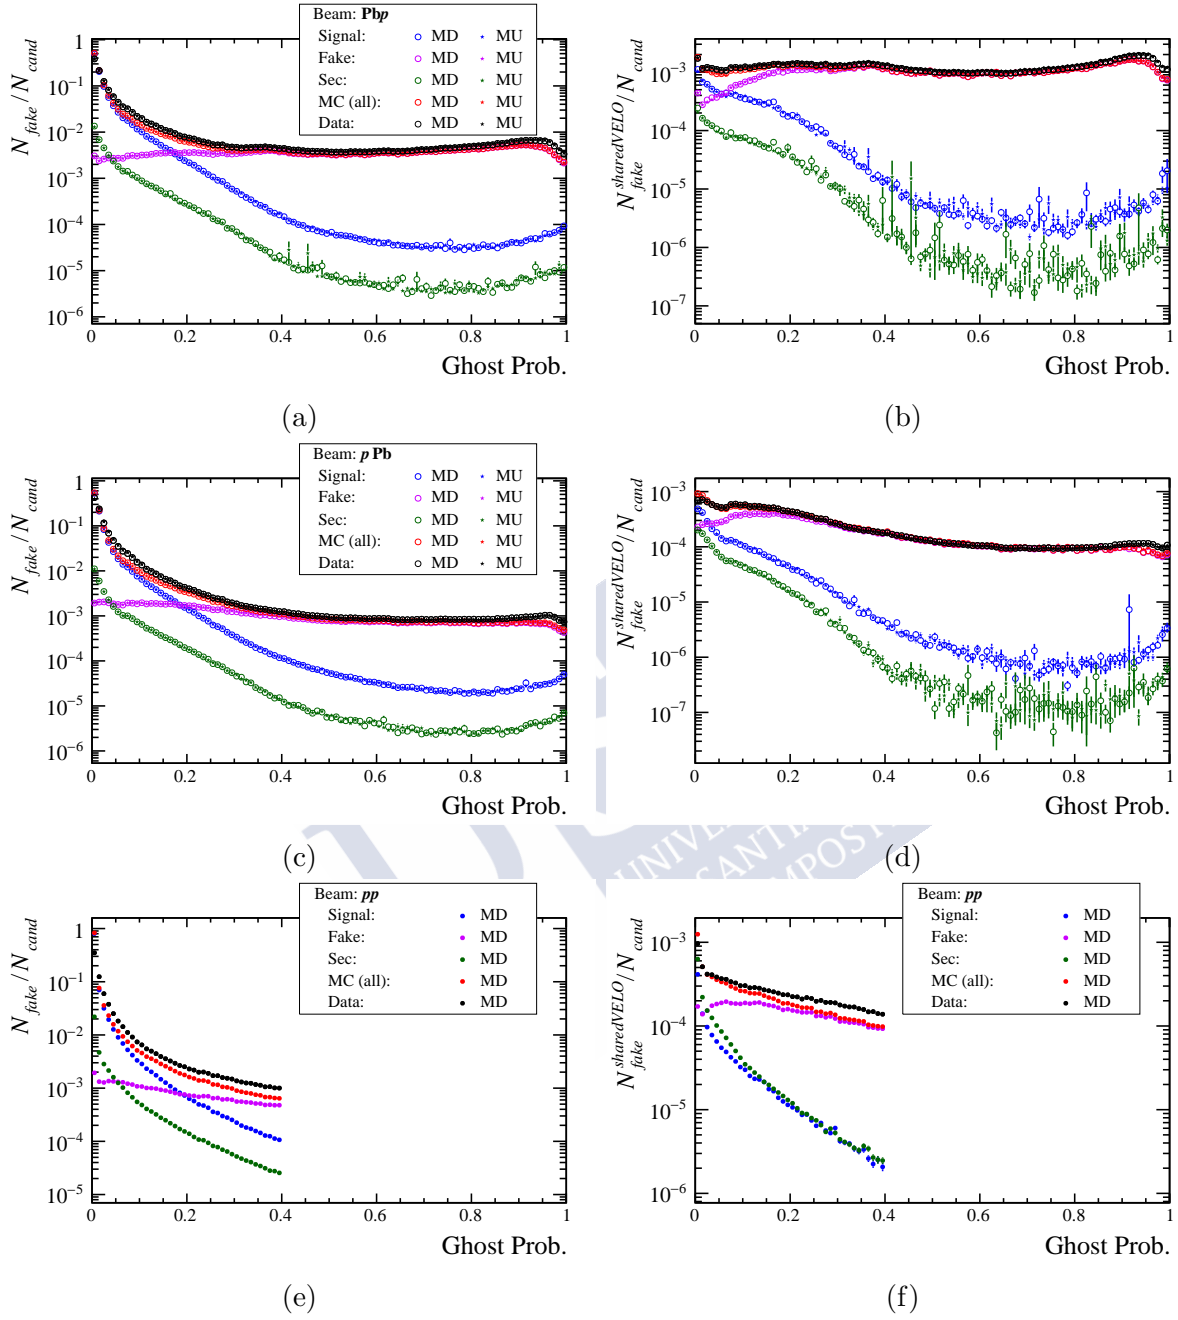 Beam: Pbp
Signal: MD MU
Fake: MD MU
Sec: MD MU
MC (all): MD MU
Data: MD MU
N_fake / N_cand
1
10^−1
10^−2
10^−3
10^−4
10^−5
10^−6
0 0.2 0.4 0.6 0.8 1
Ghost Prob.
(a)
N_fake^sharedVELO / N_cand
10^−3
10^−4
10^−5
10^−6
10^−7
0 0.2 0.4 0.6 0.8 1
Ghost Prob.
(b)
Beam: p Pb
Signal: MD MU
Fake: MD MU
Sec: MD MU
MC (all): MD MU
Data: MD MU
N_fake / N_cand
1
10^−1
10^−2
10^−3
10^−4
10^−5
10^−6
0 0.2 0.4 0.6 0.8 1
Ghost Prob.
(c)
N_fake^sharedVELO / N_cand
10^−3
10^−4
10^−5
10^−6
10^−7
0 0.2 0.4 0.6 0.8 1
Ghost Prob.
(d)
UNIVE
SANTI
MPOST
Beam: pp
Signal: MD
Fake: MD
Sec: MD
MC (all): MD
Data: MD
N_fake / N_cand
1
10^−1
10^−2
10^−3
10^−4
10^−5
0 0.2 0.4 0.6 0.8 1
Ghost Prob.
(e)
Beam: pp
Signal: MD
Fake: MD
Sec: MD
MC (all): MD
Data: MD
N_fake^sharedVELO / N_cand
10^−3
10^−4
10^−5
10^−6
0 0.2 0.4 0.6 0.8 1
Ghost Prob.
(f)